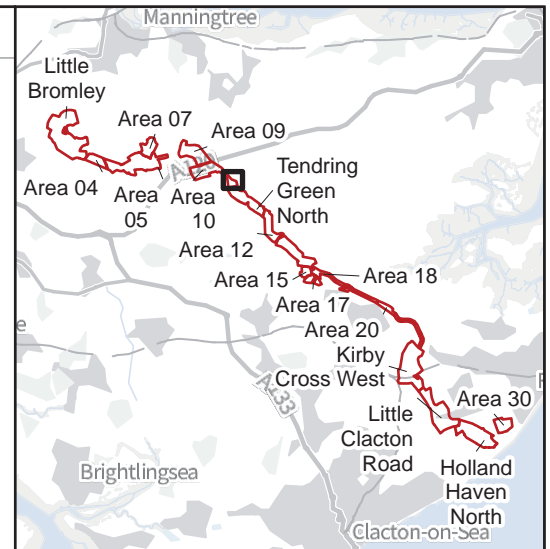 Manningtree
Little
Bromley
Area 07
Area 09
A120
Tendring
Green
North
Area 04
Area
05
Area
10
Area 12
Area 15
Area 18
Area 17
Area 20
Kirby
Cross West
A133
Area 30
Little
Clacton
Road
Holland
Haven
North
Brightlingsea
Clacton-on-Sea